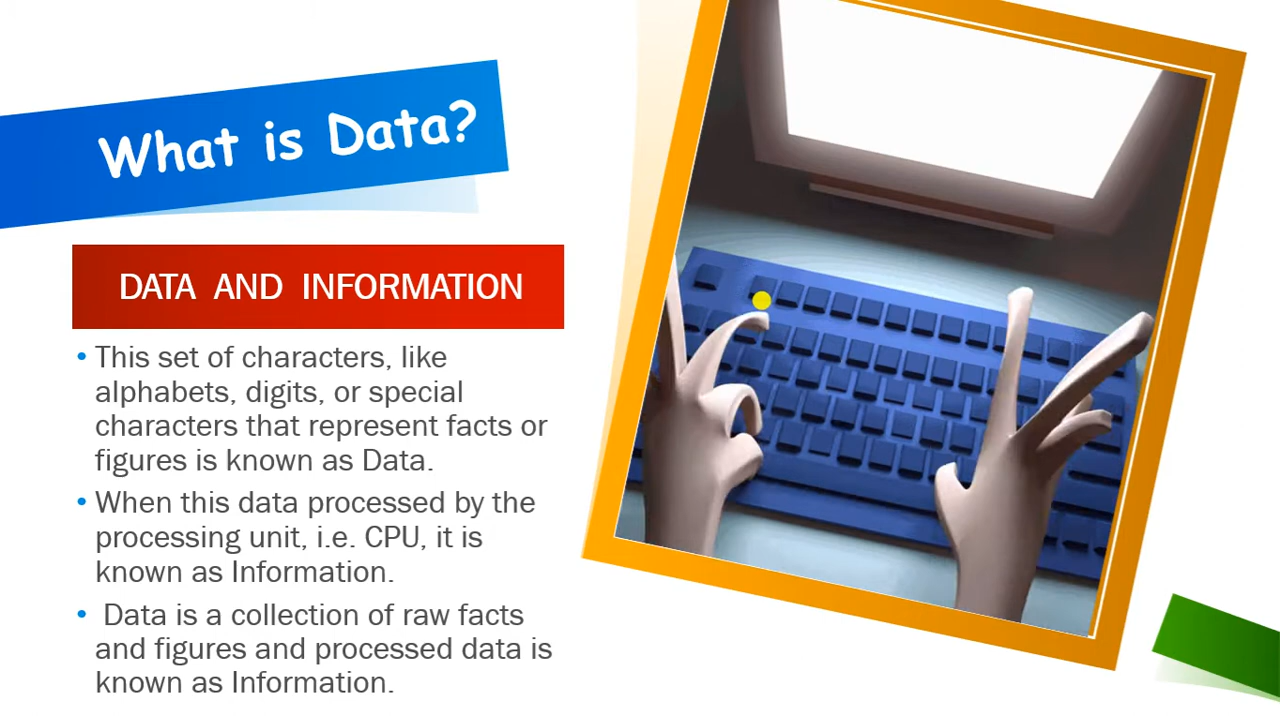 What is Data?
DATA AND INFORMATION
• This set of characters, like
alphabets, digits, or special
characters that represent facts or
figures is known as Data.
• When this data processed by the
processing unit, i.e. CPU, it is
known as Information.
• Data is a collection of raw facts
and figures and processed data is
known as Information.